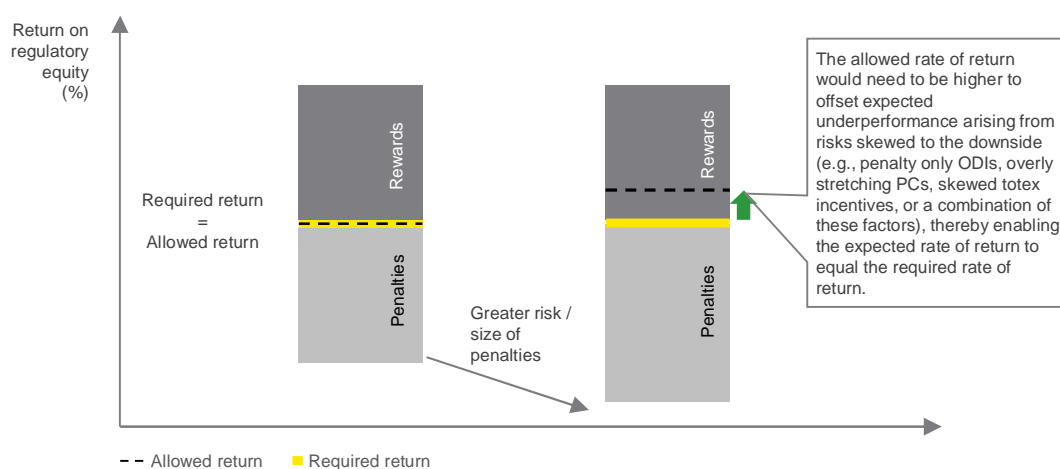 Return on
regulatory
equity
(%)
Required return
=
Allowed return
Rewards
Penalties
Greater risk /
size of
penalties
Rewards
Penalties
The allowed rate of return
would need to be higher to
offset expected
underperformance arising from
risks skewed to the downside
(e.g., penalty only ODIs, overly
stretching PCs, skewed totex
incentives, or a combination of
these factors), thereby enabling
the expected rate of return to
equal the required rate of
return.
Allowed return
Required return